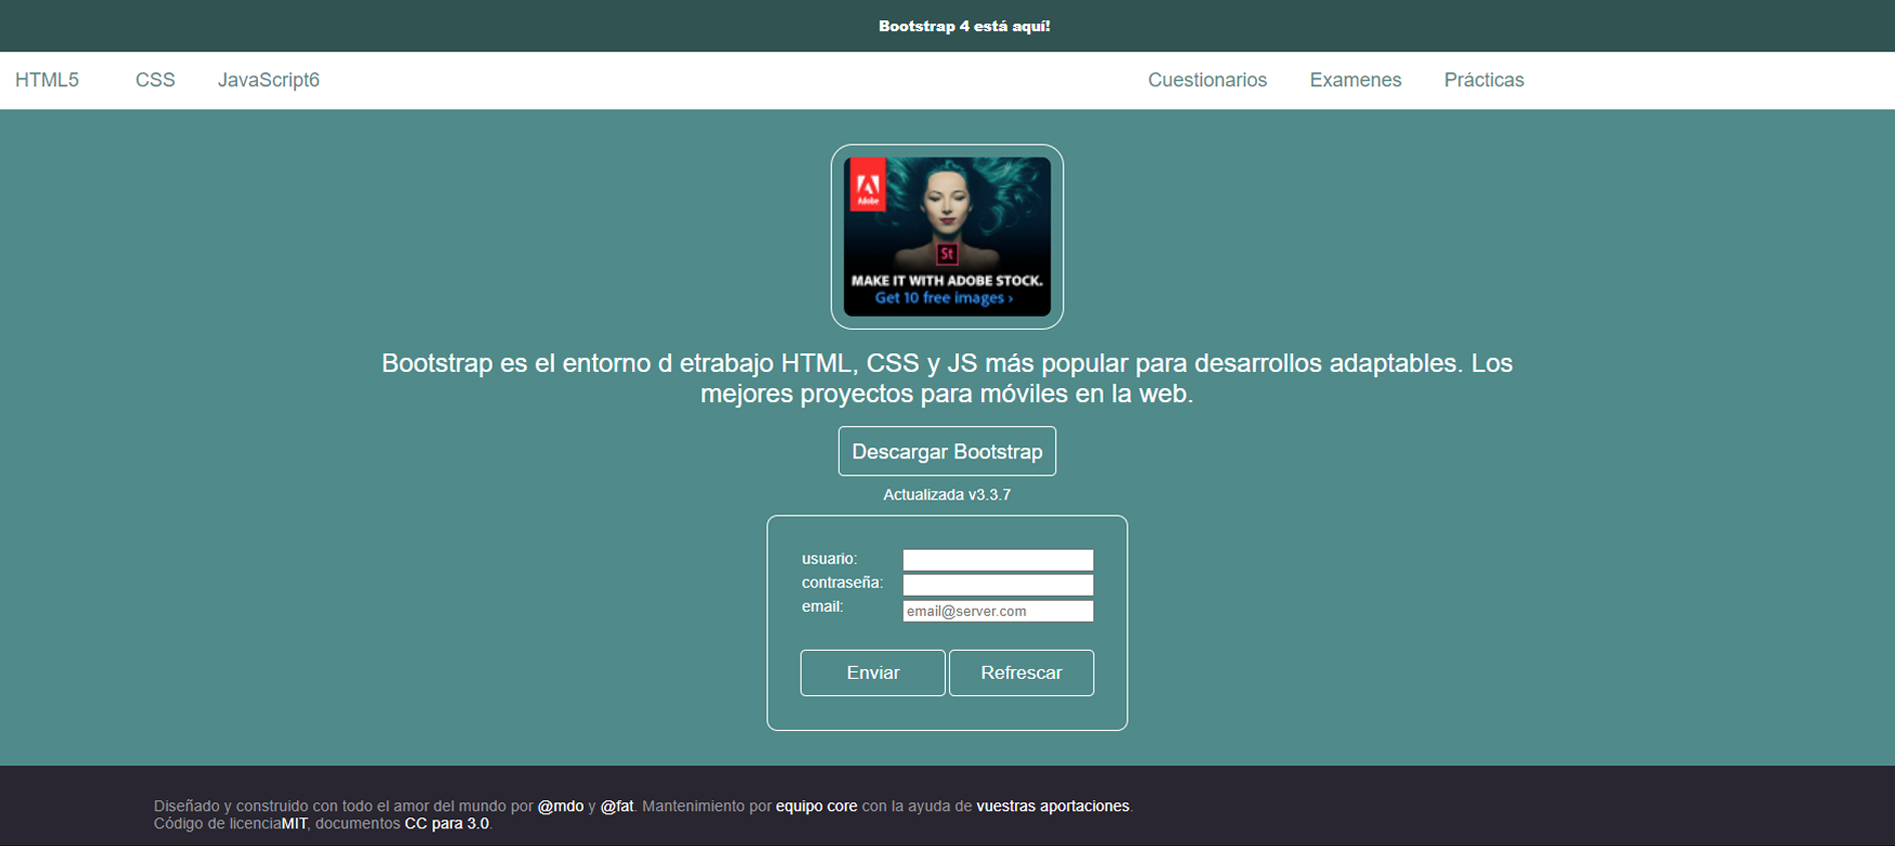 Bootstrap 4 está aquí!
HTML5 CSS JavaScript6 Cuestionarios Examenes Prácticas
Adobe
St
MAKE IT WITH ADOBE STOCK.
Get 10 free images ›
Bootstrap es el entorno d etrabajo HTML, CSS y JS más popular para desarrollos adaptables. Los
mejores proyectos para móviles en la web.
Descargar Bootstrap
Actualizada v3.3.7
usuario:
contraseña:
email: email@server.com
Enviar Refrescar
Diseñado y construido con todo el amor del mundo por @mdo y @fat. Mantenimiento por equipo core con la ayuda de vuestras aportaciones.
Código de licenciaMIT, documentos CC para 3.0.